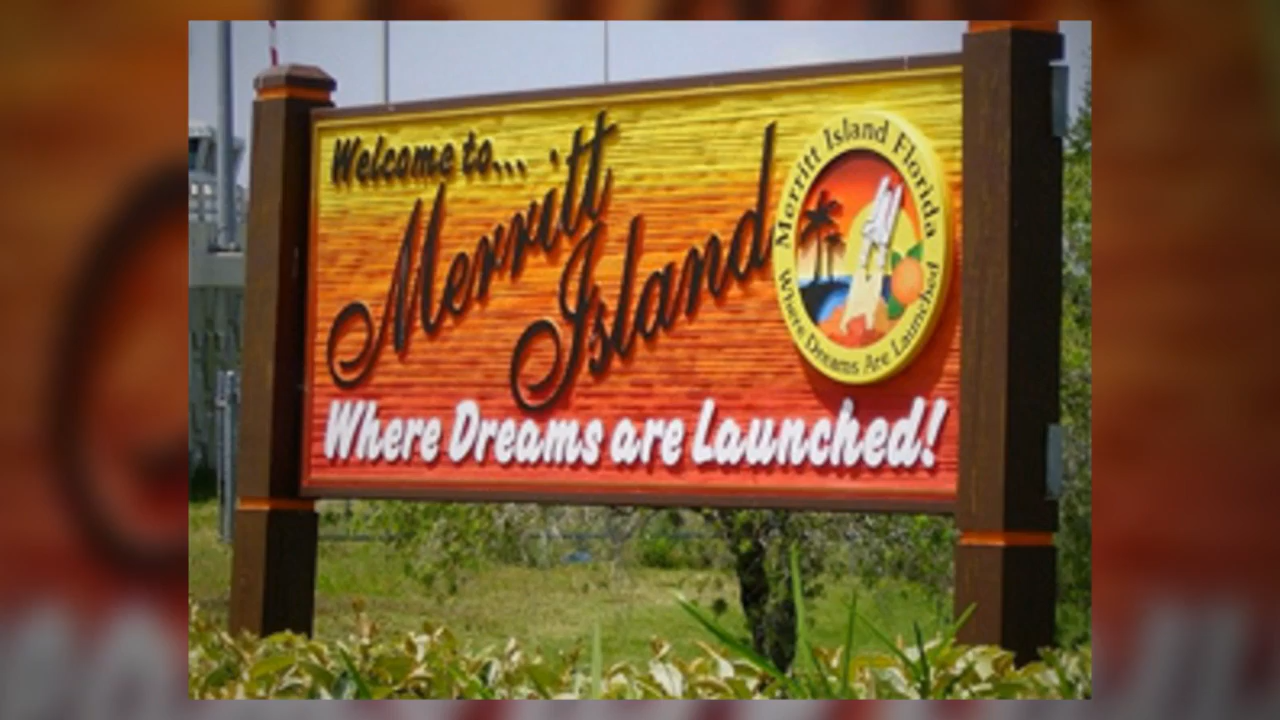 Welcome to...
Merritt
Island
Where Dreams are Launched!
Merritt Island Florida
Where Dreams Are Launched